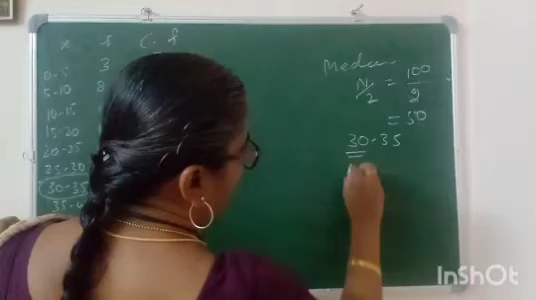 x f C.f
0-5 3
5-10 8
10-15
15-20
20-25
25-30
30-35
35-4
Median
N/2 = 100/2
= 50
30-35
InShOt